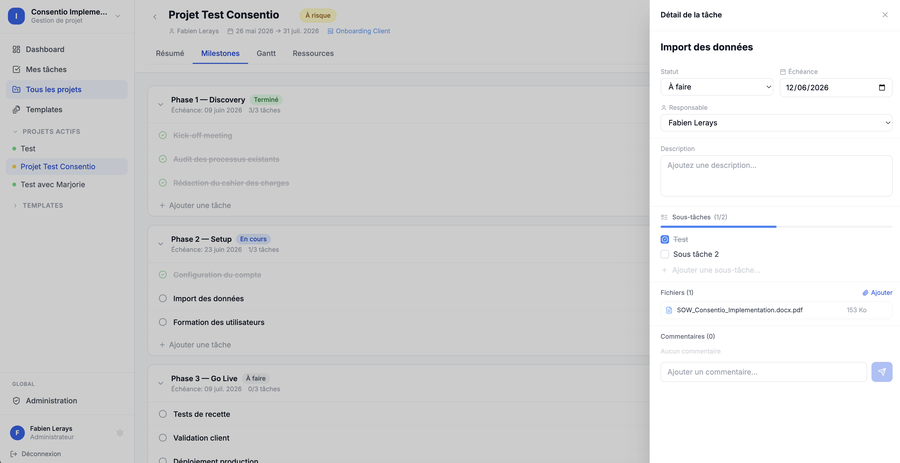 Consentio Impleme...
Gestion de projet
Dashboard
Mes tâches
Tous les projets
Templates
PROJETS ACTIFS
Test
Projet Test Consentio
Test avec Marjorie
TEMPLATES
GLOBAL
Administration
F
Fabien Lerays
Administrateur
Déconnexion
Projet Test Consentio À risque
Fabien Lerays 26 mai 2026 → 31 juil. 2026 Onboarding Client
Résumé Milestones Gantt Ressources
Phase 1 — Discovery Terminé
Échéance: 09 juin 2026 3/3 tâches
Kick-off meeting
Audit des processus existants
Rédaction du cahier des charges
+ Ajouter une tâche
Phase 2 — Setup En cours
Échéance: 23 juin 2026 1/3 tâches
Configuration du compte
Import des données
Formation des utilisateurs
+ Ajouter une tâche
Phase 3 — Go Live À faire
Échéance: 09 juil. 2026 0/3 tâches
Tests de recette
Validation client
Déploiement production
Détail de la tâche
Import des données
Statut Échéance
À faire 12/06/2026
Responsable
Fabien Lerays
Description
Ajoutez une description...
Sous-tâches (1/2)
Test
Sous tâche 2
+ Ajouter une sous-tâche...
Fichiers (1) Ajouter
SOW_Consentio_Implementation.docx.pdf 153 Ko
Commentaires (0)
Aucun commentaire
Ajouter un commentaire...